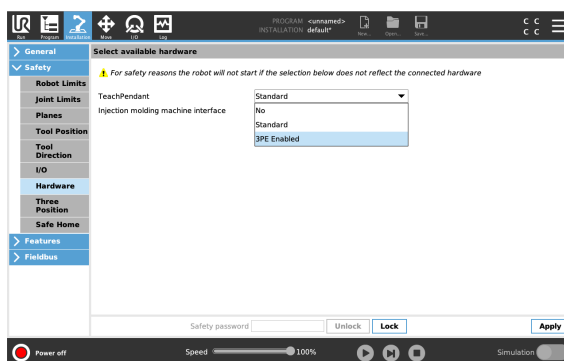 UR
Run
Program
Installation
Move
I/O
Log
PROGRAM <unnamed>
INSTALLATION default*
New...
Open...
Save...
C C
C C
General
Safety
Robot Limits
Joint Limits
Planes
Tool Position
Tool
Direction
I/O
Hardware
Three
Position
Safe Home
Features
Fieldbus
Select available hardware
For safety reasons the robot will not start if the selection below does not reflect the connected hardware
TeachPendant
Standard
Injection molding machine interface
No
Standard
3PE Enabled
Safety password
Unlock
Lock
Apply
Power off
Speed
100%
Simulation